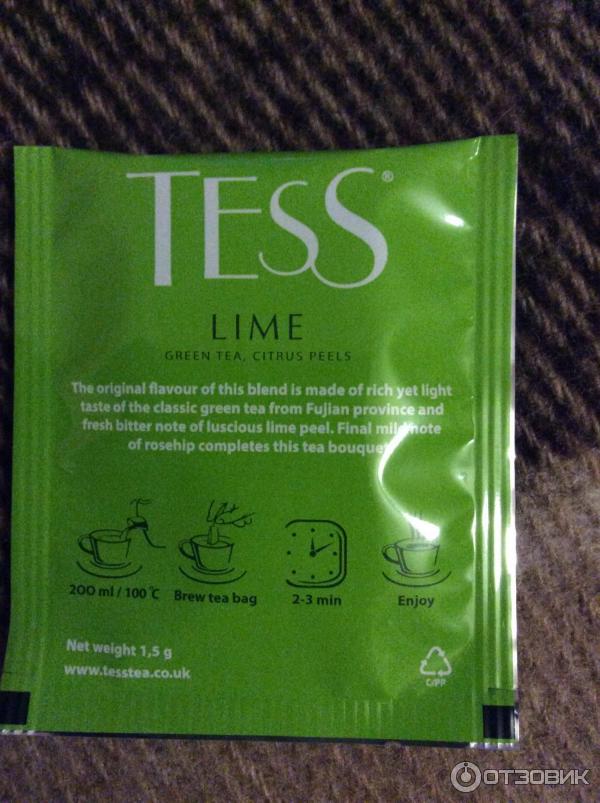 TESS®
LIME
GREEN TEA, CITRUS PEELS
The original flavour of this blend is made of rich yet light
taste of the classic green tea from Fujian province and
fresh bitter note of luscious lime peel. Final mild note
of rosehip completes this tea bouquet
200 ml / 100 °C Brew tea bag 2-3 min Enjoy
Net weight 1,5 g
www.tesstea.co.uk
C/PP
ОТЗОВИК